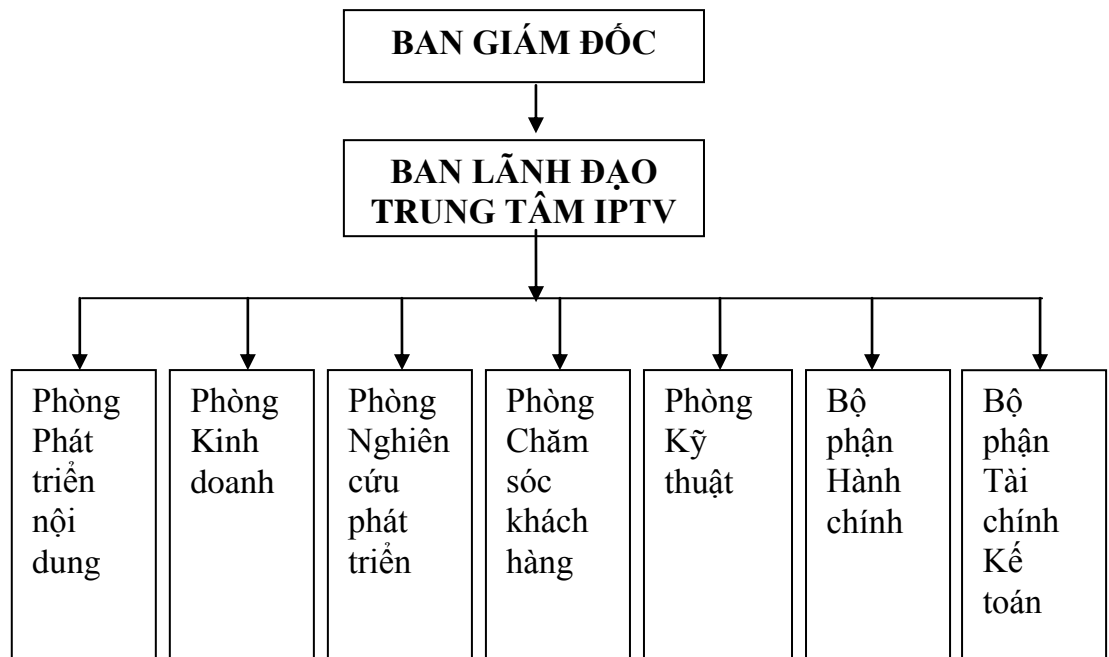 BAN GIÁM ĐỐC
BAN LÃNH ĐẠO
TRUNG TÂM IPTV
Phòng
Phát
triển
nội
dung
Phòng
Kinh
doanh
Phòng
Nghiên
cứu
phát
triển
Phòng
Chăm
sóc
khách
hàng
Phòng
Kỹ
thuật
Bộ
phận
Hành
chính
Bộ
phận
Tài
chính
Kế
toán